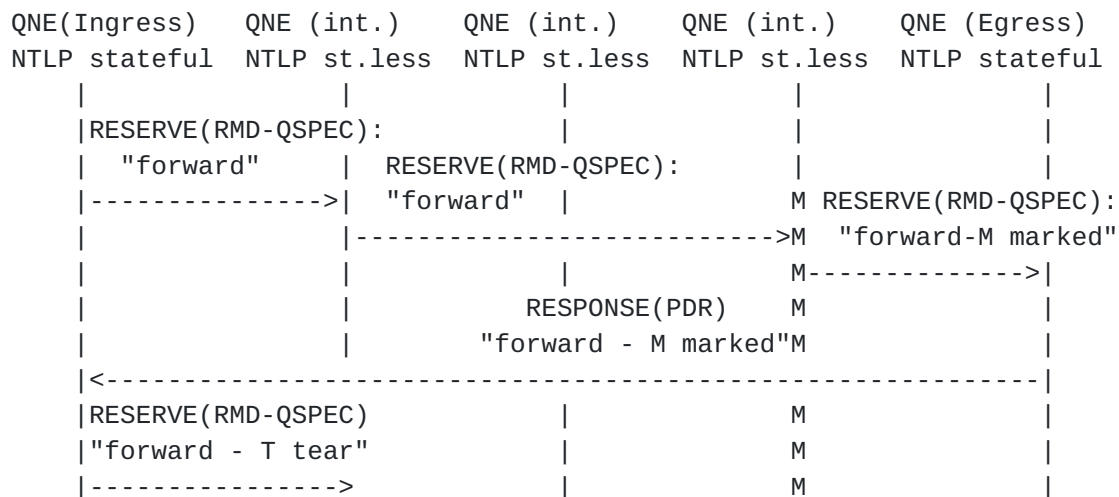 QNE(Ingress) QNE (int.) QNE (int.) QNE (int.) QNE (Egress)
NTLP stateful NTLP st.less NTLP st.less NTLP st.less NTLP stateful
| | | | |
|RESERVE(RMD-QSPEC): | | |
| "forward" | RESERVE(RMD-QSPEC): | |
|--------------->| "forward" | M RESERVE(RMD-QSPEC):
| |--------------------------->M "forward-M marked"
| | | M-------------->|
| | RESPONSE(PDR) M |
| | "forward - M marked"M |
|<------------------------------------------------------------|
|RESERVE(RMD-QSPEC) | M |
|"forward - T tear" | M |
|----------------> | M |